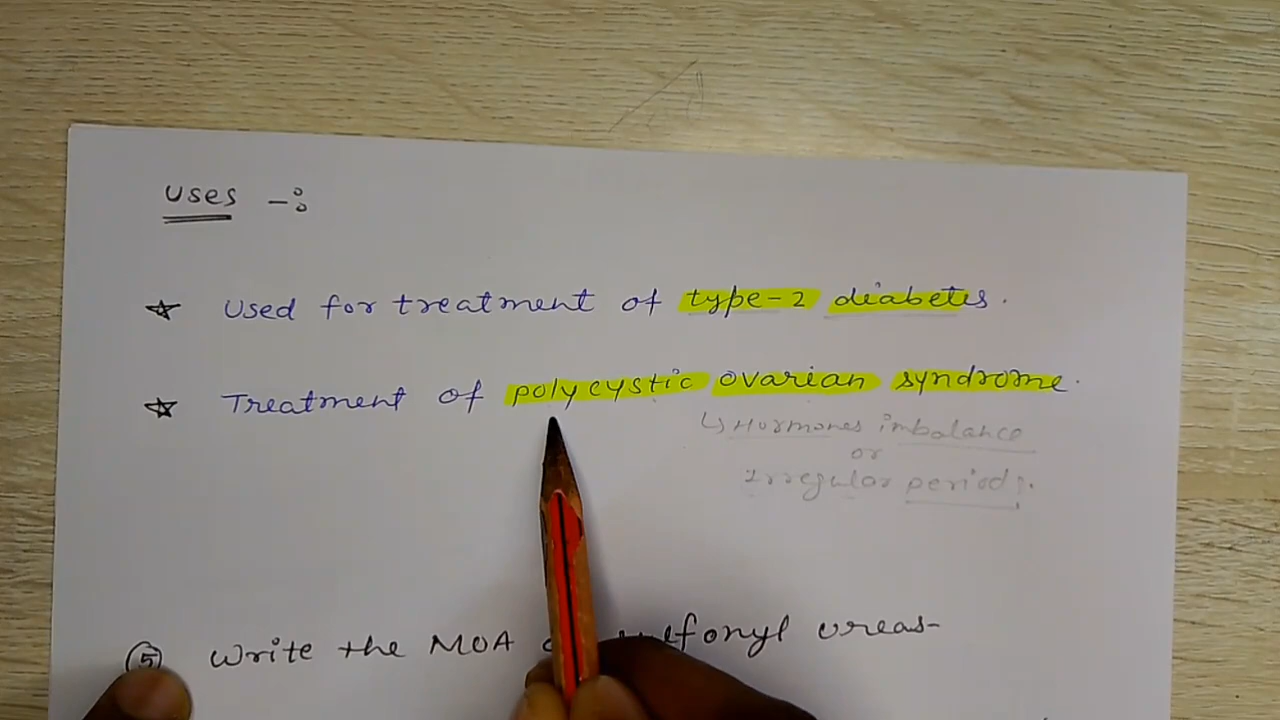 Uses -:
☆ Used for treatment of type-2 diabetes.
☆ Treatment of polycystic ovarian syndrome.
↳ Hormones imbalance
or
Irregular periods.
⑤ Write the MOA sulfonyl ureas-